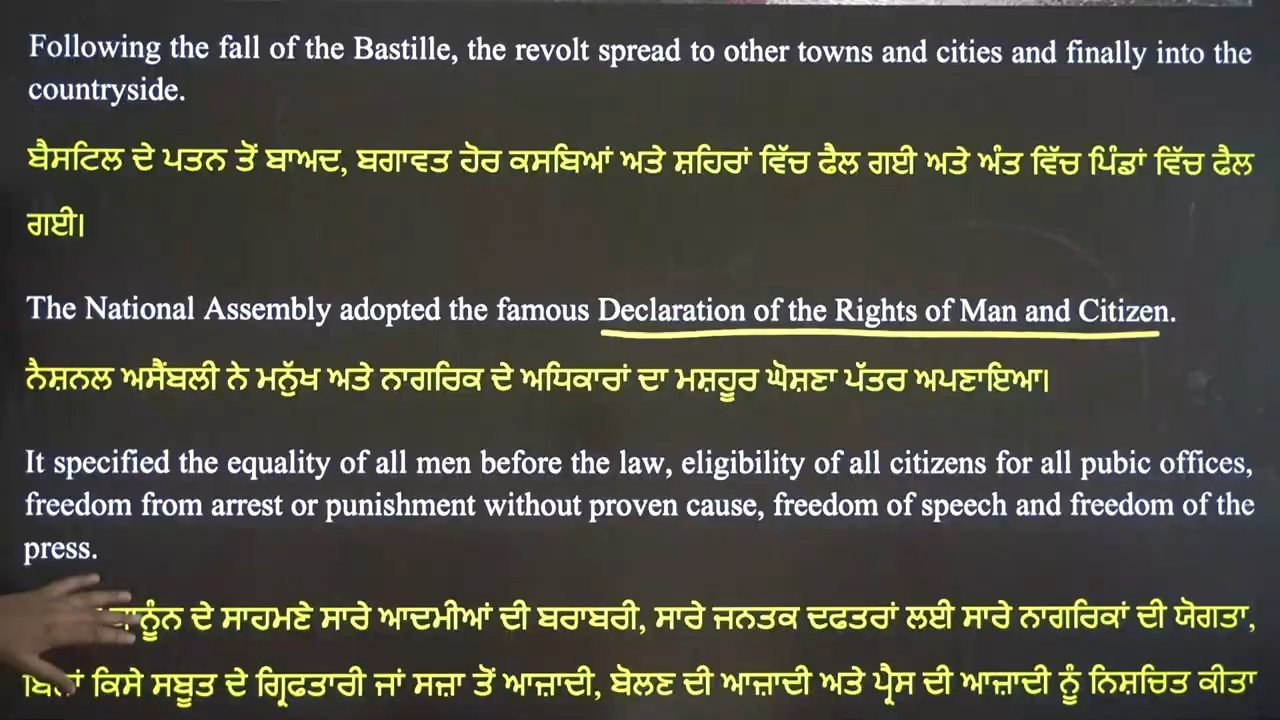 Following the fall of the Bastille, the revolt spread to other towns and cities and finally into the
countryside.
ਬੈਸਟਿਲ ਦੇ ਪਤਨ ਤੋਂ ਬਾਅਦ, ਬਗਾਵਤ ਹੋਰ ਕਸਬਿਆਂ ਅਤੇ ਸ਼ਹਿਰਾਂ ਵਿੱਚ ਫੈਲ ਗਈ ਅਤੇ ਅੰਤ ਵਿੱਚ ਪਿੰਡਾਂ ਵਿੱਚ ਫੈਲ
ਗਈ।
The National Assembly adopted the famous Declaration of the Rights of Man and Citizen.
ਨੈਸ਼ਨਲ ਅਸੈਂਬਲੀ ਨੇ ਮਨੁੱਖ ਅਤੇ ਨਾਗਰਿਕ ਦੇ ਅਧਿਕਾਰਾਂ ਦਾ ਮਸ਼ਹੂਰ ਘੋਸ਼ਣਾ ਪੱਤਰ ਅਪਣਾਇਆ।
It specified the equality of all men before the law, eligibility of all citizens for all pubic offices,
freedom from arrest or punishment without proven cause, freedom of speech and freedom of the
press.
ਦੇ ਸਾਹਮਣੇ ਸਾਰੇ ਆਦਮੀਆਂ ਦੀ ਬਰਾਬਰੀ, ਸਾਰੇ ਜਨਤਕ ਦਫਤਰਾਂ ਲਈ ਸਾਰੇ ਨਾਗਰਿਕਾਂ ਦੀ ਯੋਗਤਾ,
ਕਿਸੇ ਸਬੂਤ ਦੇ ਗ੍ਰਿਫਤਾਰੀ ਜਾਂ ਸਜ਼ਾ ਤੋਂ ਆਜ਼ਾਦੀ, ਬੋਲਣ ਦੀ ਆਜ਼ਾਦੀ ਅਤੇ ਪ੍ਰੈਸ ਦੀ ਆਜ਼ਾਦੀ ਨੂੰ ਨਿਸ਼ਚਿਤ ਕੀਤਾ